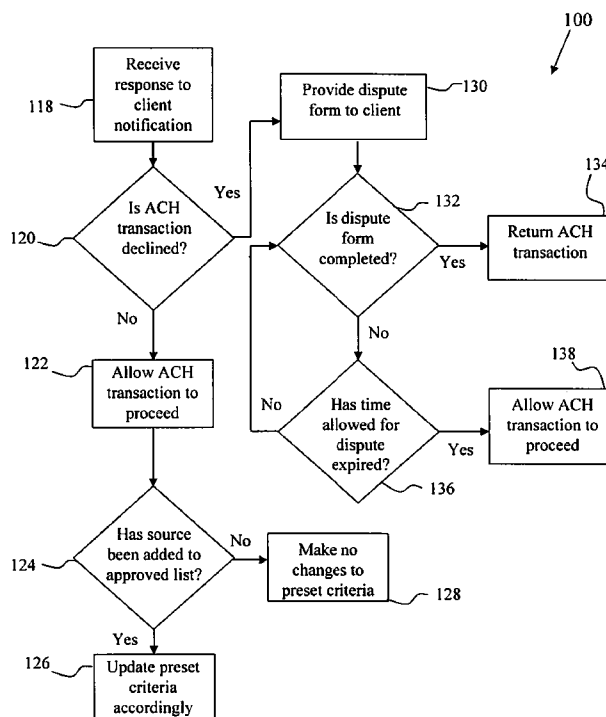 100
Receive
response to
client
notification
118
Provide dispute
form to client
130
Yes
Is ACH
transaction
declined?
120
Is dispute
form
completed?
132
Yes
134
Return ACH
transaction
No
No
122
Allow ACH
transaction to
proceed
No
Has time
allowed for
dispute
expired?
136
Yes
138
Allow ACH
transaction to
proceed
Has source
been added to
approved list?
124
No
Make no
changes to
preset criteria
128
Yes
126
Update preset
accordingly